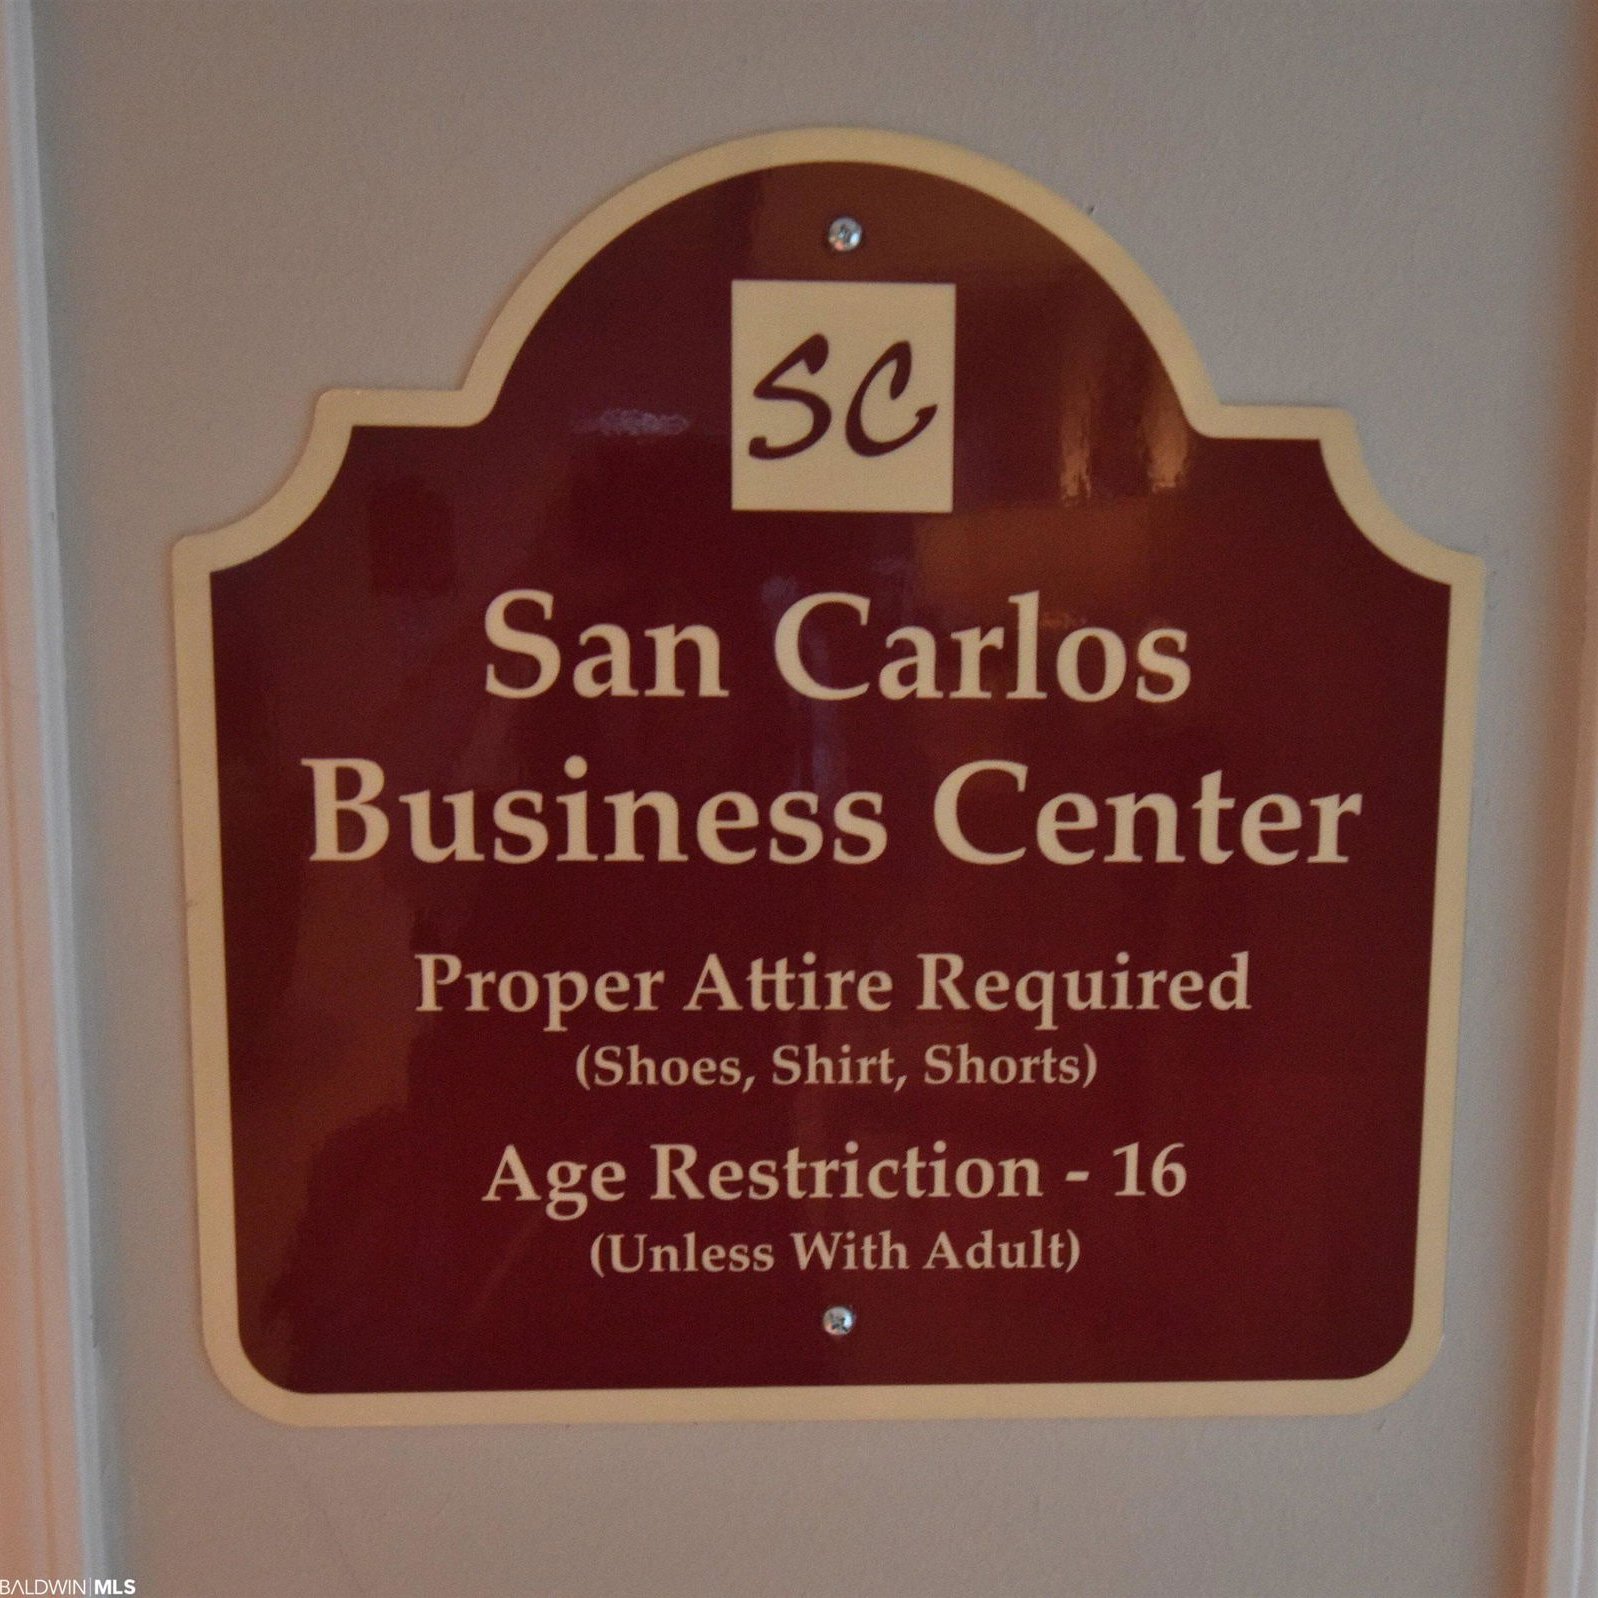 SC
San Carlos
Business Center
Proper Attire Required
(Shoes, Shirt, Shorts)
Age Restriction - 16
(Unless With Adult)
BALDWIN|MLS